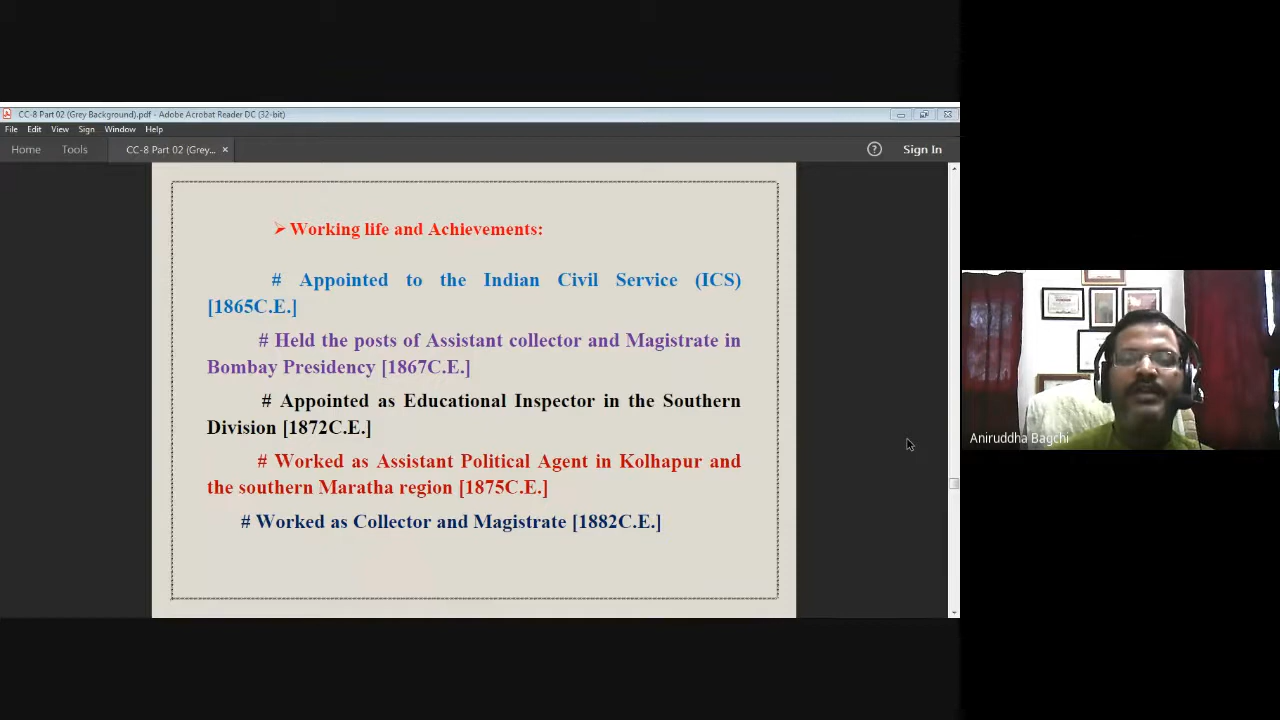 CC-8 Part 02 (Grey Background).pdf - Adobe Acrobat Reader DC (32-bit)
File Edit View Sign Window Help
Home Tools CC-8 Part 02 (Grey... × ? Sign In
➢ Working life and Achievements:
# Appointed to the Indian Civil Service (ICS)
[1865C.E.]
# Held the posts of Assistant collector and Magistrate in
Bombay Presidency [1867C.E.]
# Appointed as Educational Inspector in the Southern
Division [1872C.E.]
# Worked as Assistant Political Agent in Kolhapur and
the southern Maratha region [1875C.E.]
# Worked as Collector and Magistrate [1882C.E.]
Aniruddha Bagchi